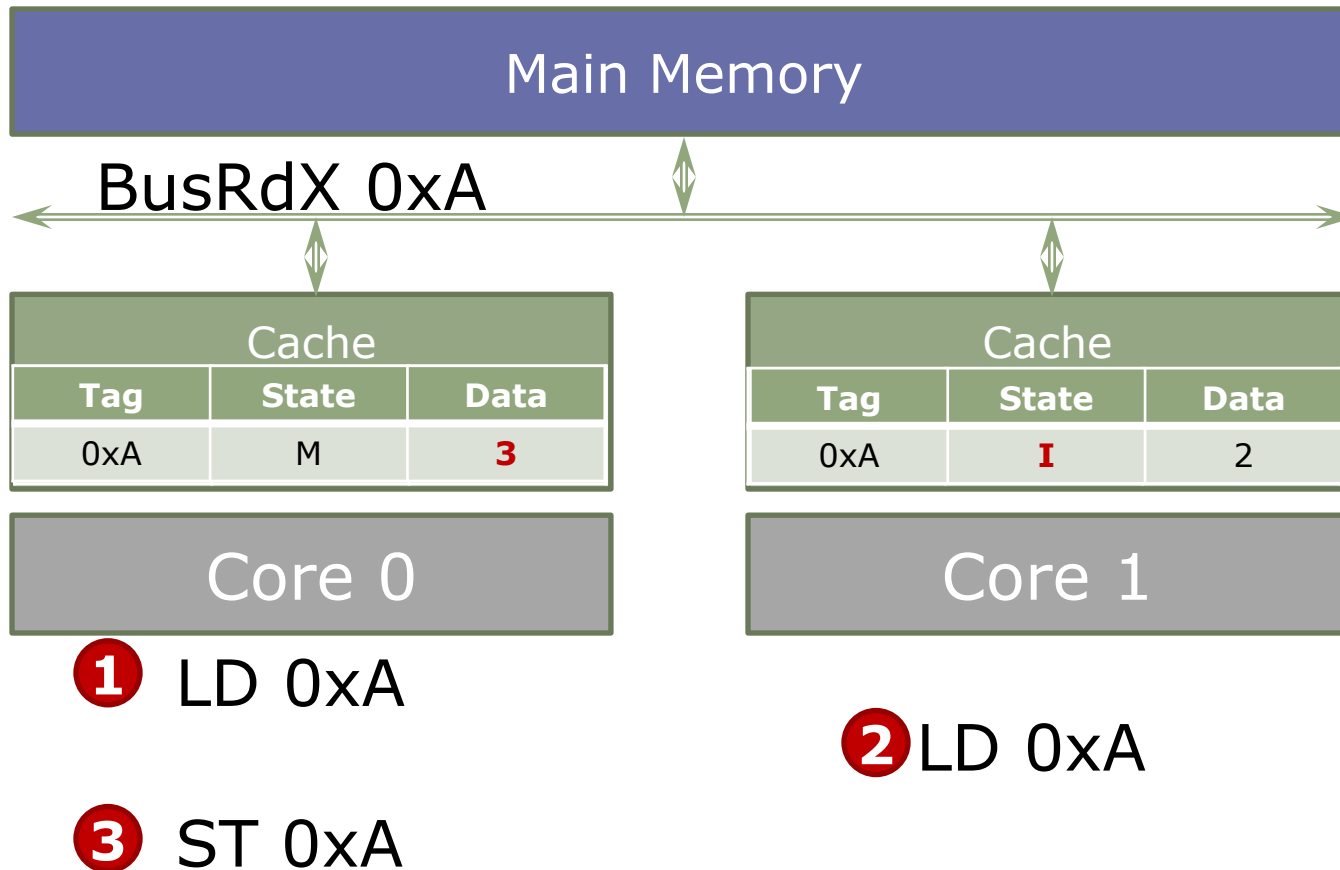 Main Memory
BusRdX 0xA
Cache
Tag State Data
0xA M 3
Cache
Tag State Data
0xA I 2
Core 0
Core 1
1 LD 0xA
2 LD 0xA
3 ST 0xA